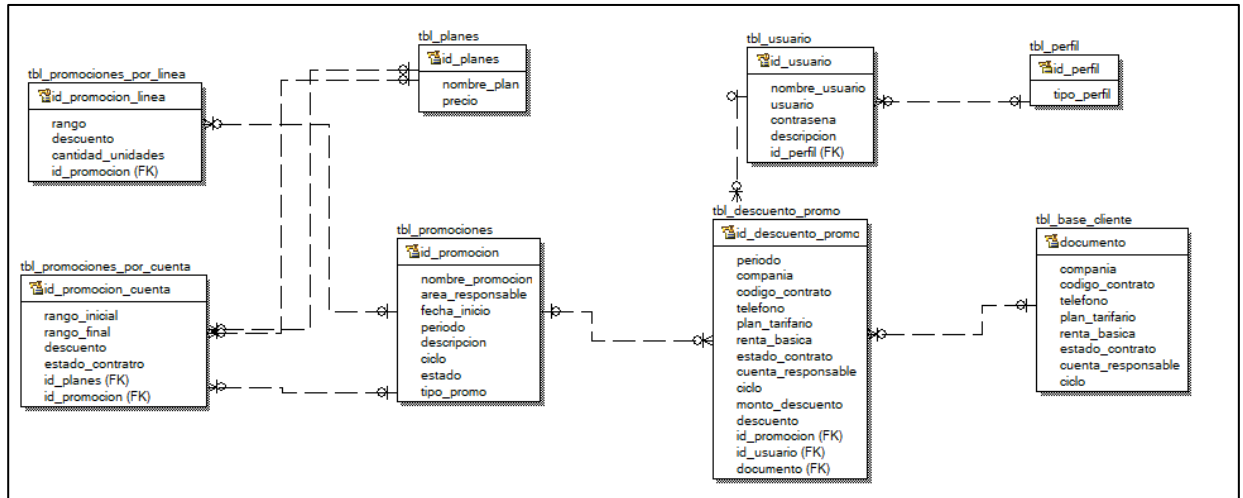 tbl_planes
id_planes
nombre_plan
precio
tbl_usuario
id_usuario
nombre_usuario
usuario
contrasena
descripcion
id_perfil (FK)
tbl_perfil
id_perfil
tipo_perfil
tbl_promociones_por_linea
id_promocion_linea
rango
descuento
cantidad_unidades
id_promocion (FK)
tbl_promociones_por_cuenta
id_promocion_cuenta
rango_inicial
rango_final
descuento
estado_contratro
id_planes (FK)
id_promocion (FK)
tbl_promociones
id_promocion
nombre_promocion
area_responsable
fecha_inicio
periodo
descripcion
ciclo
estado
tipo_promo
tbl_descuento_promo
id_descuento_promo
periodo
compania
codigo_contrato
telefono
plan_tarifario
renta_basica
estado_contrato
cuenta_responsable
ciclo
monto_descuento
descuento
id_promocion (FK)
id_usuario (FK)
documento (FK)
tbl_base_cliente
documento
compania
codigo_contrato
telefono
plan_tarifario
renta_basica
estado_contrato
cuenta_responsable
ciclo